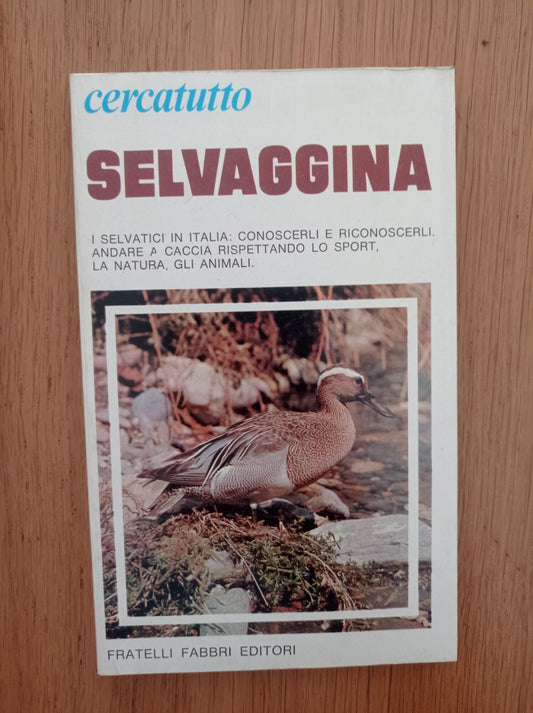 cercatutto
SELVAGGINA
I SELVATICI IN ITALIA: CONOSCERLI E RICONOSCERLI.
ANDARE A CACCIA RISPETTANDO LO SPORT,
LA NATURA, GLI ANIMALI.
FRATELLI FABBRI EDITORI